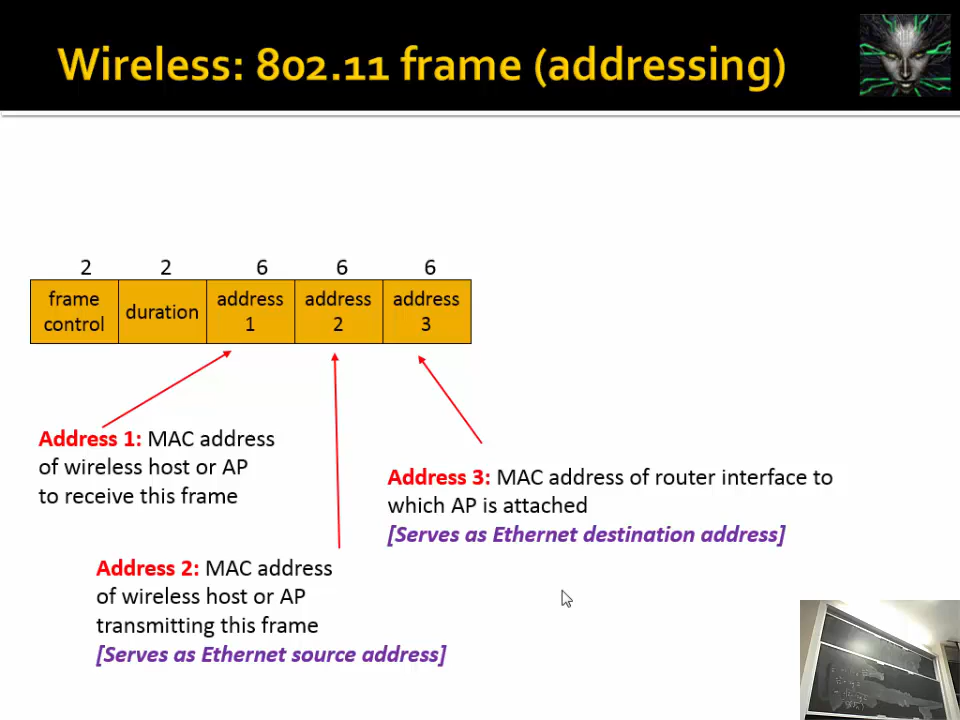 Wireless: 802.11 frame (addressing)
2 2 6 6 6
frame control duration address 1 address 2 address 3
Address 1: MAC address
of wireless host or AP
to receive this frame
Address 3: MAC address of router interface to
which AP is attached
[Serves as Ethernet destination address]
Address 2: MAC address
of wireless host or AP
transmitting this frame
[Serves as Ethernet source address]